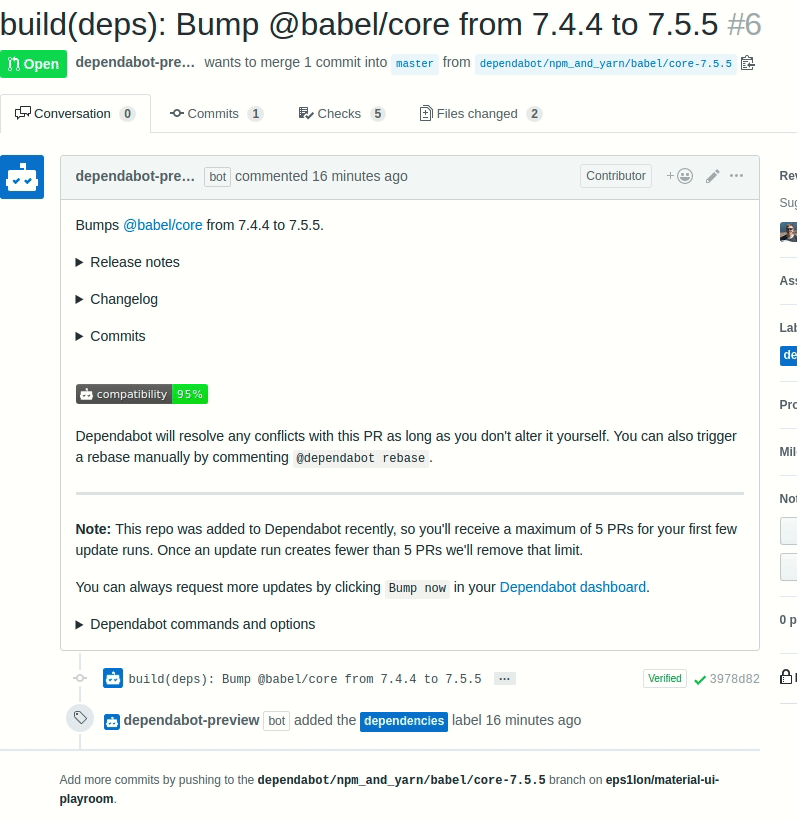 build(deps): Bump @babel/core from 7.4.4 to 7.5.5 #6
Open dependabot-pre... wants to merge 1 commit into master from dependabot/npm_and_yarn/babel/core-7.5.5
Conversation 0 Commits 1 Checks 5 Files changed 2
dependabot-pre... bot commented 16 minutes ago Contributor
Bumps @babel/core from 7.4.4 to 7.5.5.
Release notes
Changelog
Commits
compatibility 95%
Dependabot will resolve any conflicts with this PR as long as you don't alter it yourself. You can also trigger
a rebase manually by commenting @dependabot rebase.
Note: This repo was added to Dependabot recently, so you'll receive a maximum of 5 PRs for your first few
update runs. Once an update run creates fewer than 5 PRs we'll remove that limit.
You can always request more updates by clicking Bump now in your Dependabot dashboard.
Dependabot commands and options
build(deps): Bump @babel/core from 7.4.4 to 7.5.5 ... Verified 3978d82
dependabot-preview bot added the dependencies label 16 minutes ago
Add more commits by pushing to the dependabot/npm_and_yarn/babel/core-7.5.5 branch on eps1lon/material-ui-
playroom.
Rev
Sug
Ass
Lab
de
Pro
Mil
Not
0 p